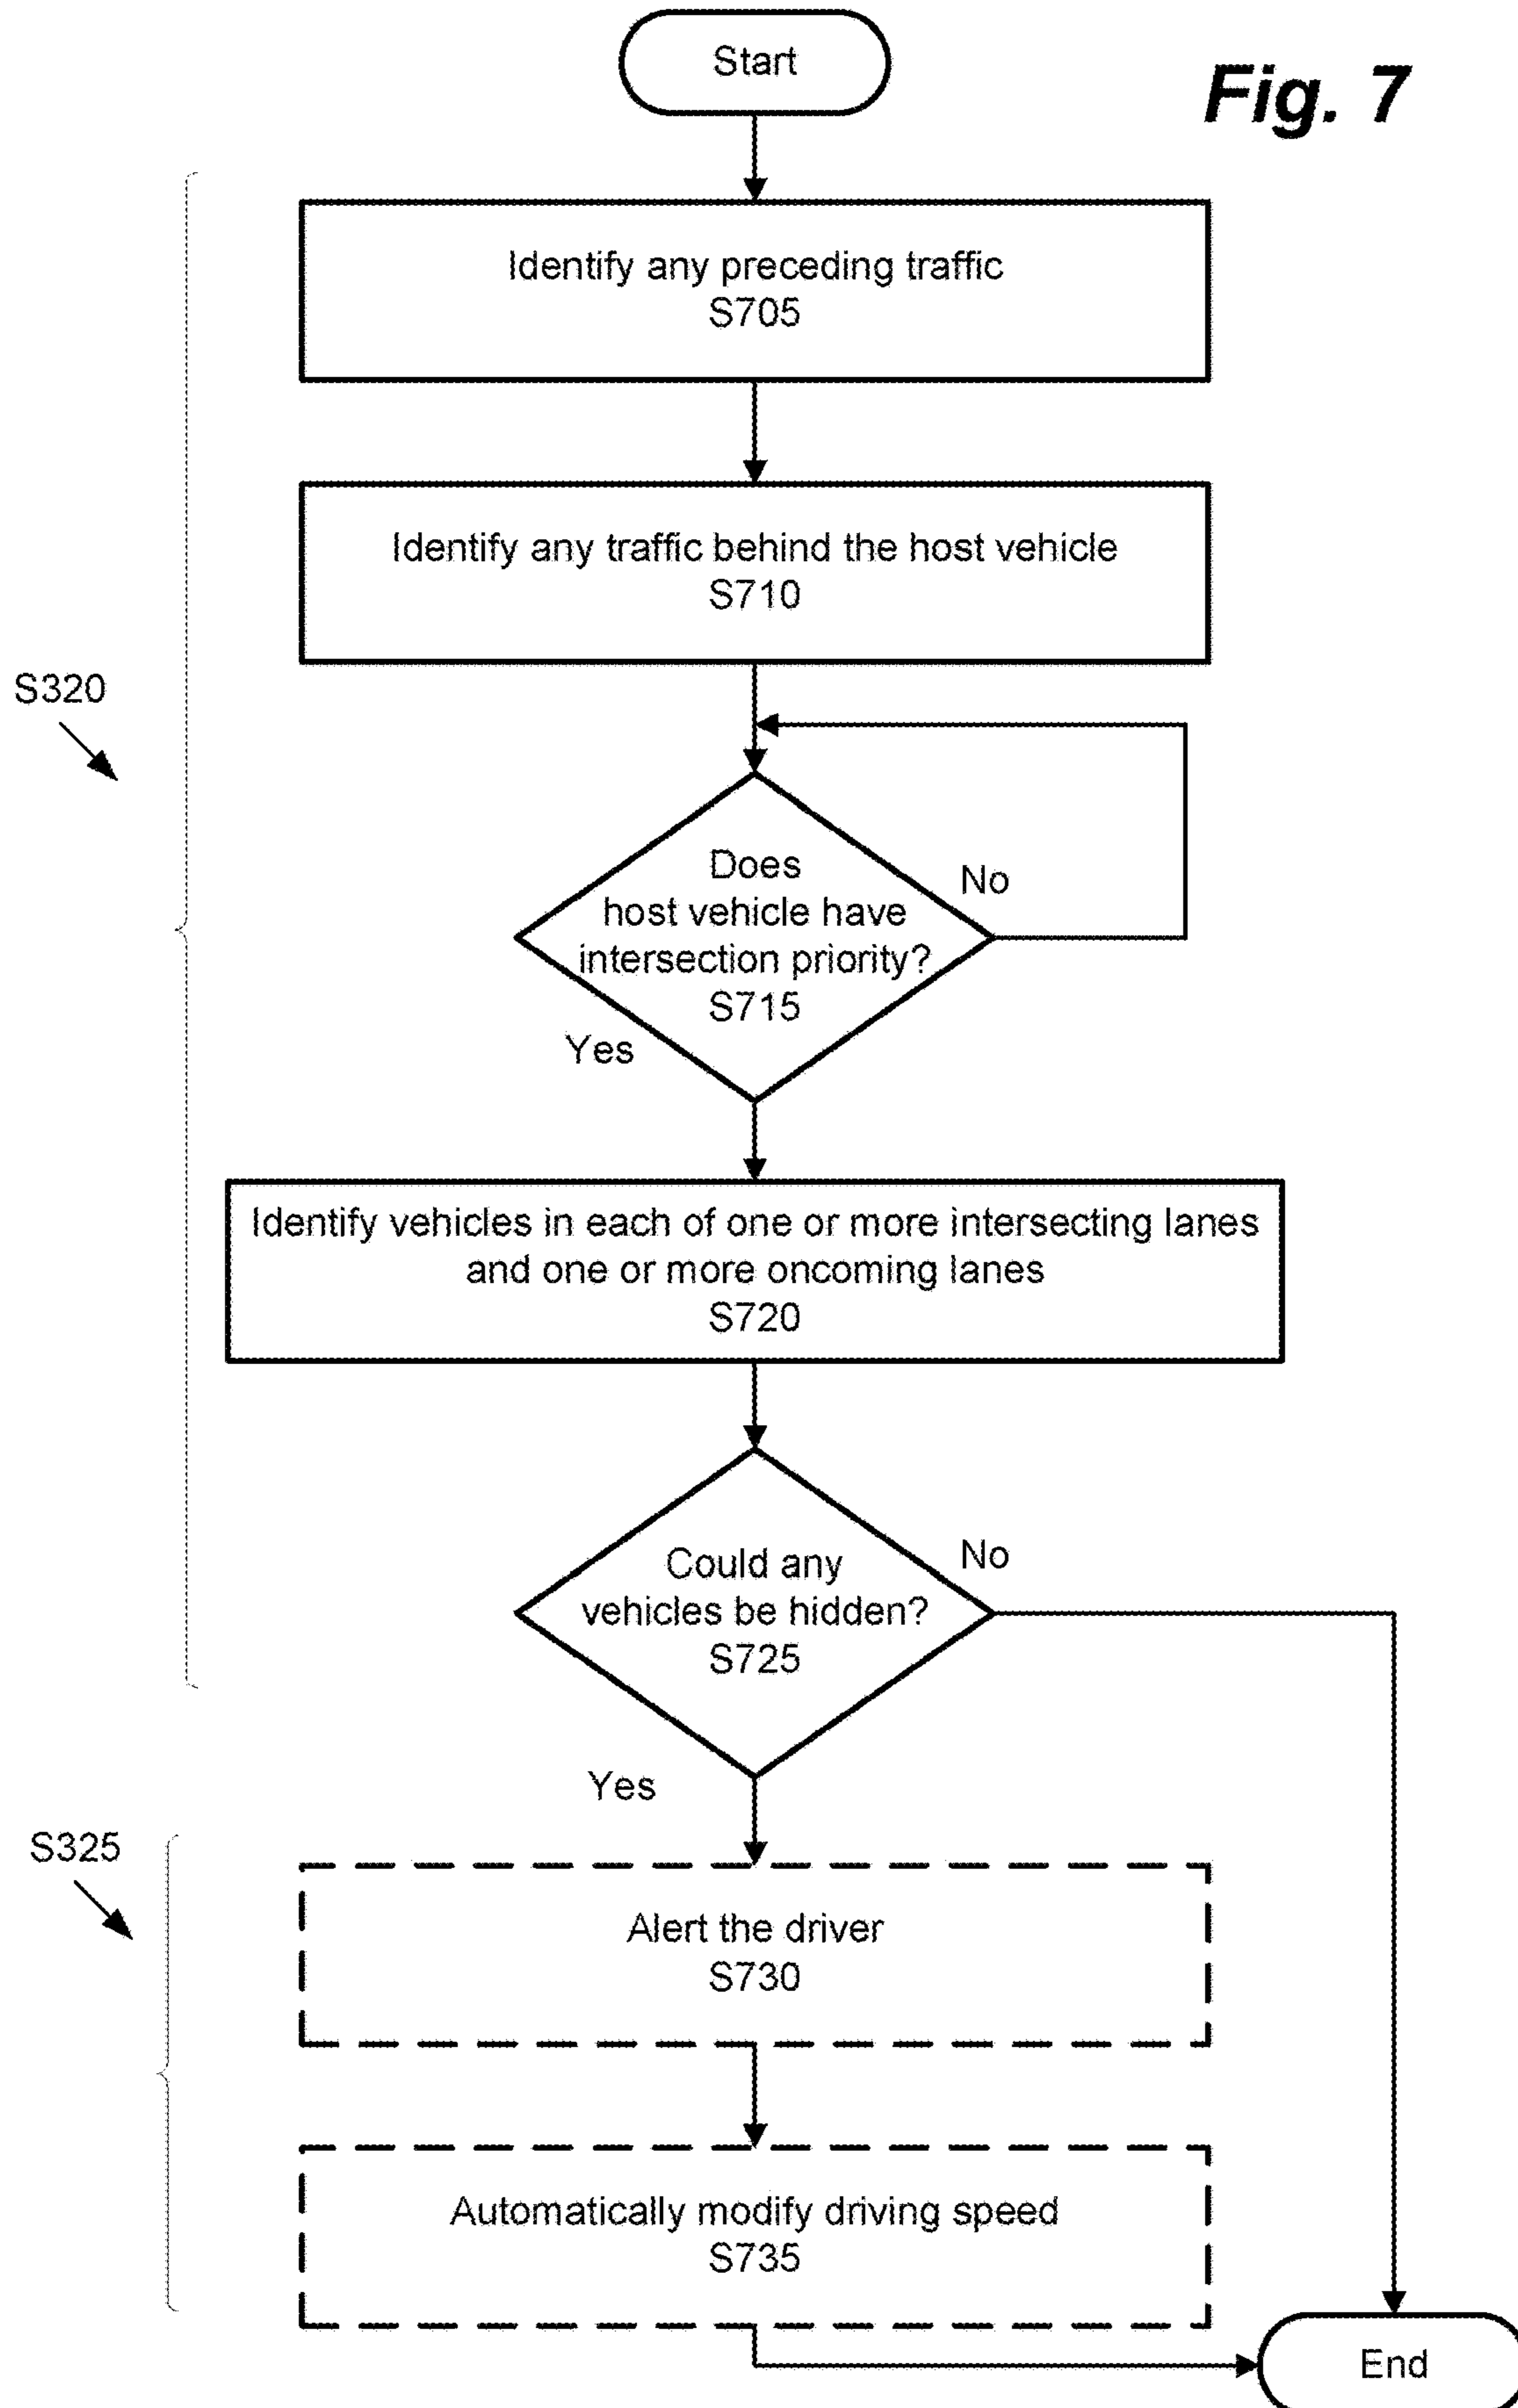 Start
Fig. 7
Identify any preceding traffic
S705
Identify any traffic behind the host vehicle
S710
S320
Does
host vehicle have
intersection priority?
S715
No
Yes
Identify vehicles in each of one or more intersecting lanes
and one or more oncoming lanes
S720
Could any
vehicles be hidden?
S725
No
Yes
S325
Alert the driver
S730
Automatically modify driving speed
S735
End